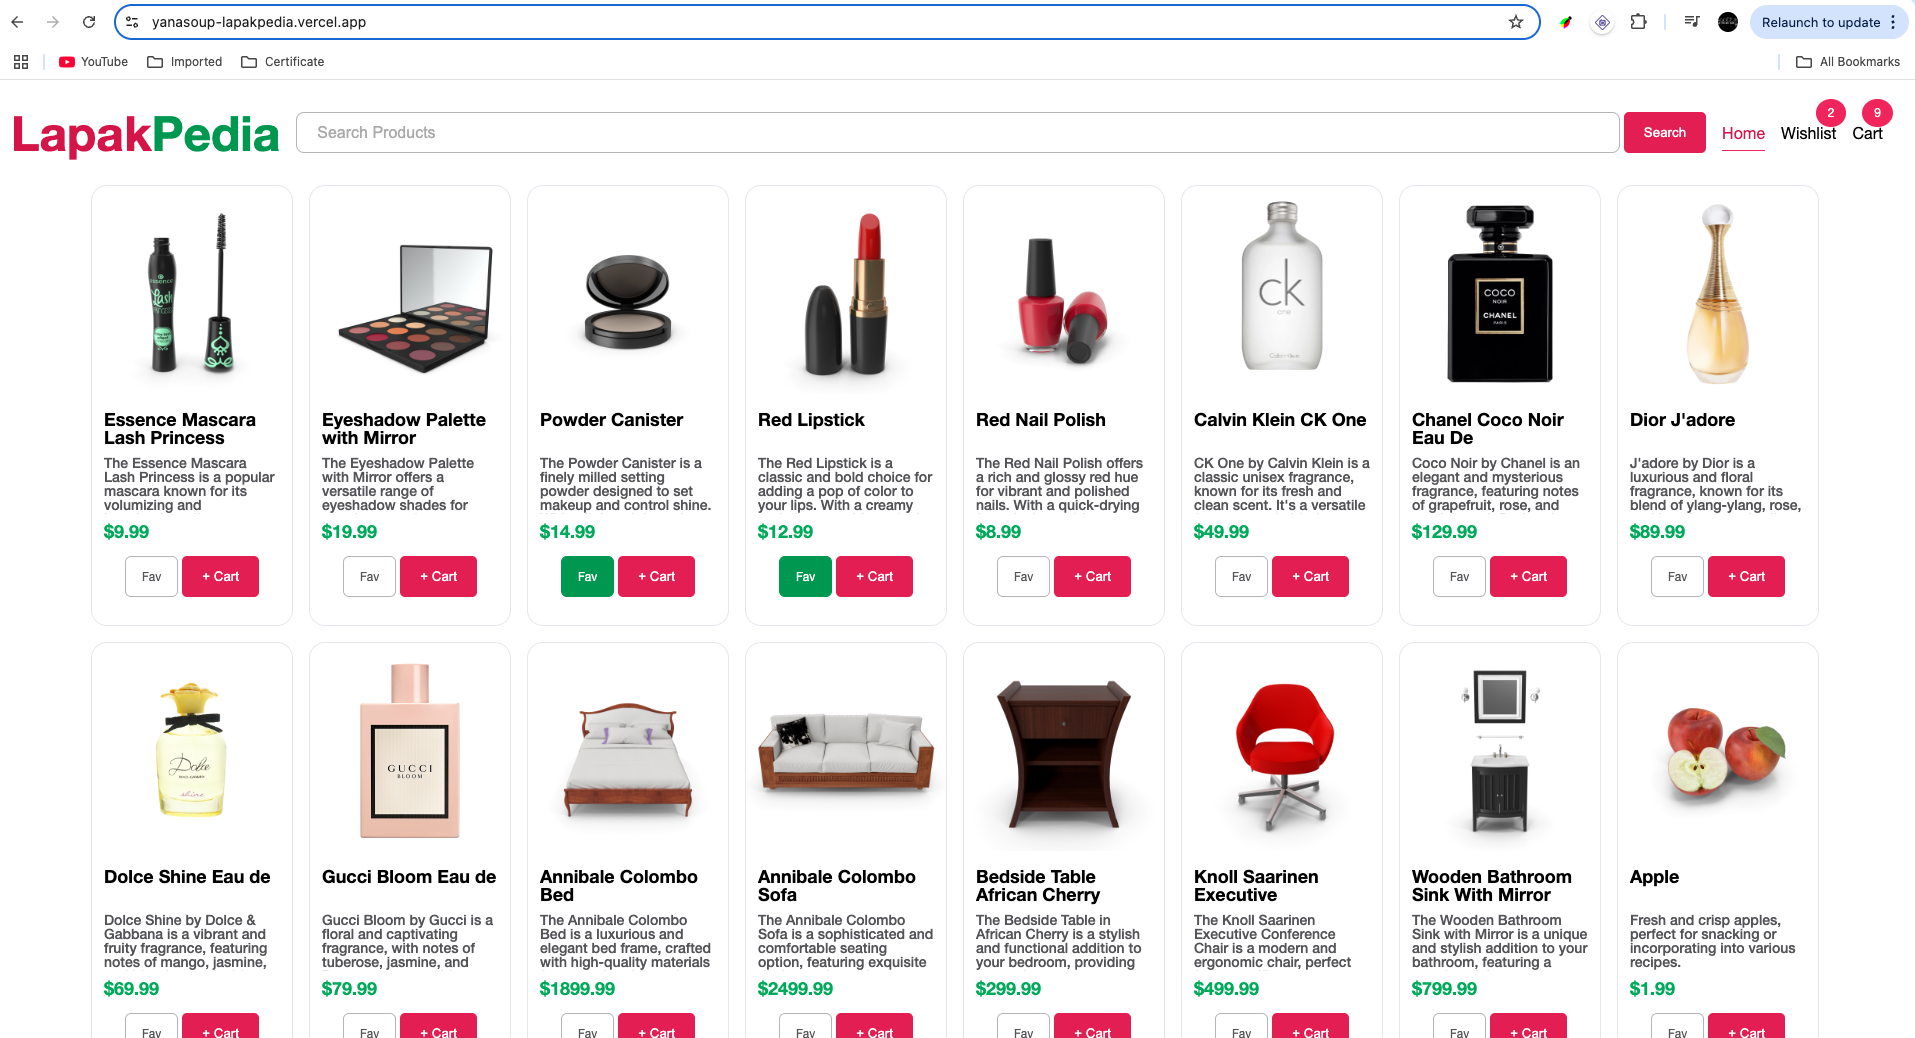 yanasoup-lapakpedia.vercel.app
Relaunch to update
YouTube
Imported
Certificate
All Bookmarks
LapakPedia
Search Products
Search
Home
Wishlist
2
Cart
9
essence
Lash
Essence Mascara
Lash Princess
The Essence Mascara
Lash Princess is a popular
mascara known for its
volumizing and
$9.99
Fav
+ Cart
Eyeshadow Palette
with Mirror
The Eyeshadow Palette
with Mirror offers a
versatile range of
eyeshadow shades for
$19.99
Fav
+ Cart
Powder Canister
The Powder Canister is a
finely milled setting
powder designed to set
makeup and control shine.
$14.99
Fav
+ Cart
Red Lipstick
The Red Lipstick is a
classic and bold choice for
adding a pop of color to
your lips. With a creamy
$12.99
Fav
+ Cart
Red Nail Polish
The Red Nail Polish offers
a rich and glossy red hue
for vibrant and polished
nails. With a quick-drying
$8.99
Fav
+ Cart
ck
one
Calvin Klein
Calvin Klein CK One
CK One by Calvin Klein is a
classic unisex fragrance,
known for its fresh and
clean scent. It's a versatile
$49.99
Fav
+ Cart
COCO
NOIR
CHANEL
PARIS
Chanel Coco Noir
Eau De
Coco Noir by Chanel is an
elegant and mysterious
fragrance, featuring notes
of grapefruit, rose, and
$129.99
Fav
+ Cart
Dior J'adore
J'adore by Dior is a
luxurious and floral
fragrance, known for its
blend of ylang-ylang, rose,
$89.99
Fav
+ Cart
Dolce
shine
Dolce Shine Eau de
Dolce Shine by Dolce &
Gabbana is a vibrant and
fruity fragrance, featuring
notes of mango, jasmine,
$69.99
Fav
+ Cart
GUCCI
BLOOM
Gucci Bloom Eau de
Gucci Bloom by Gucci is a
floral and captivating
fragrance, with notes of
tuberose, jasmine, and
$79.99
Fav
+ Cart
Annibale Colombo
Bed
The Annibale Colombo
Bed is a luxurious and
elegant bed frame, crafted
with high-quality materials
$1899.99
Fav
+ Cart
Annibale Colombo
Sofa
The Annibale Colombo
Sofa is a sophisticated and
comfortable seating
option, featuring exquisite
$2499.99
Fav
+ Cart
Bedside Table
African Cherry
The Bedside Table in
African Cherry is a stylish
and functional addition to
your bedroom, providing
$299.99
Fav
+ Cart
Knoll Saarinen
Executive
The Knoll Saarinen
Executive Conference
Chair is a modern and
ergonomic chair, perfect
$499.99
Fav
+ Cart
Wooden Bathroom
Sink With Mirror
The Wooden Bathroom
Sink with Mirror is a unique
and stylish addition to your
bathroom, featuring a
$799.99
Fav
+ Cart
Apple
Fresh and crisp apples,
perfect for snacking or
incorporating into various
recipes.
$1.99
Fav
+ Cart